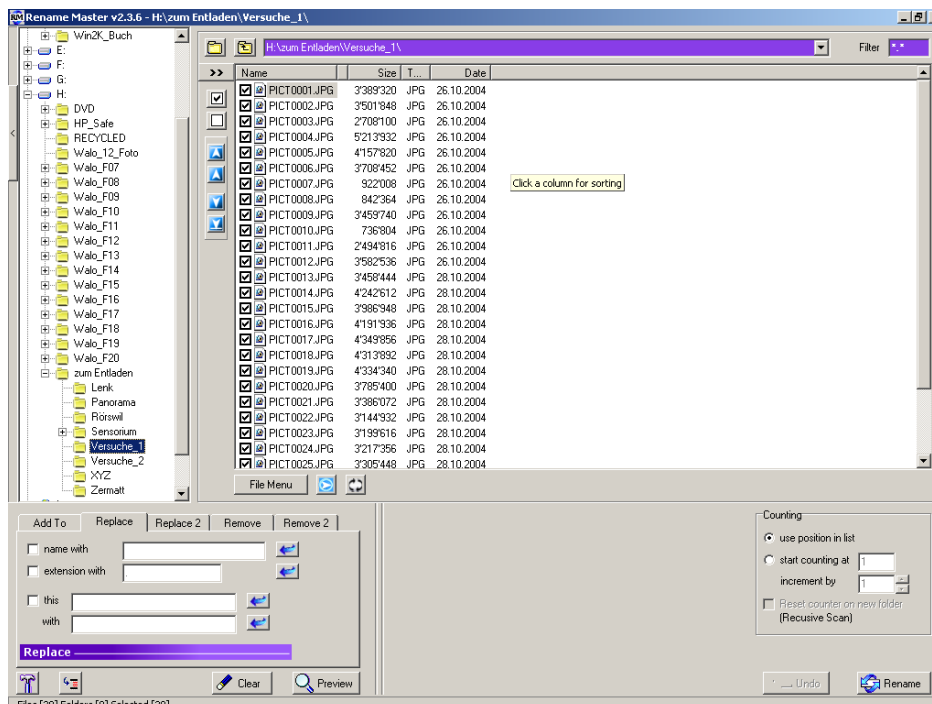 Rename Master v2.3.6 - H:\zum Entladen\Versuche_1\
Win2K_Buch
E:
F:
G:
H:
DVD
HP_Safe
RECYCLED
Walo_12_Foto
Walo_F07
Walo_F08
Walo_F09
Walo_F10
Walo_F11
Walo_F12
Walo_F13
Walo_F14
Walo_F15
Walo_F16
Walo_F17
Walo_F18
Walo_F19
Walo_F20
zum Entladen
Lenk
Panorama
Rörswil
Sensorium
Versuche_1
Versuche_2
XYZ
Zermatt
<
H:\zum Entladen\Versuche_1\
Filter *.*
>> Name Size T... Date
PICT0001.JPG 3'389'320 JPG 26.10.2004
PICT0002.JPG 3'501'848 JPG 26.10.2004
PICT0003.JPG 2'708'100 JPG 26.10.2004
PICT0004.JPG 5'213'932 JPG 26.10.2004
PICT0005.JPG 4'157'820 JPG 26.10.2004
PICT0006.JPG 3'708'452 JPG 26.10.2004
PICT0007.JPG 922'008 JPG 26.10.2004
PICT0008.JPG 842'364 JPG 26.10.2004
PICT0009.JPG 3'459'740 JPG 26.10.2004
PICT0010.JPG 736'804 JPG 26.10.2004
PICT0011.JPG 2'494'816 JPG 26.10.2004
PICT0012.JPG 3'582'536 JPG 26.10.2004
PICT0013.JPG 3'458'444 JPG 28.10.2004
PICT0014.JPG 4'242'612 JPG 28.10.2004
PICT0015.JPG 3'986'948 JPG 28.10.2004
PICT0016.JPG 4'191'936 JPG 28.10.2004
PICT0017.JPG 4'349'856 JPG 28.10.2004
PICT0018.JPG 4'313'892 JPG 28.10.2004
PICT0019.JPG 4'334'340 JPG 28.10.2004
PICT0020.JPG 3'785'400 JPG 28.10.2004
PICT0021.JPG 3'386'072 JPG 28.10.2004
PICT0022.JPG 3'144'932 JPG 28.10.2004
PICT0023.JPG 3'199'616 JPG 28.10.2004
PICT0024.JPG 3'217'356 JPG 28.10.2004
PICT0025.JPG 3'305'448 JPG 28.10.2004
Click a column for sorting
File Menu
Add To Replace Replace 2 Remove Remove 2
name with
extension with .
this
with
Replace
Clear Preview
Counting
use position in list
start counting at 1
increment by 1
Reset counter on new folder
(Recusive Scan)
Undo Rename